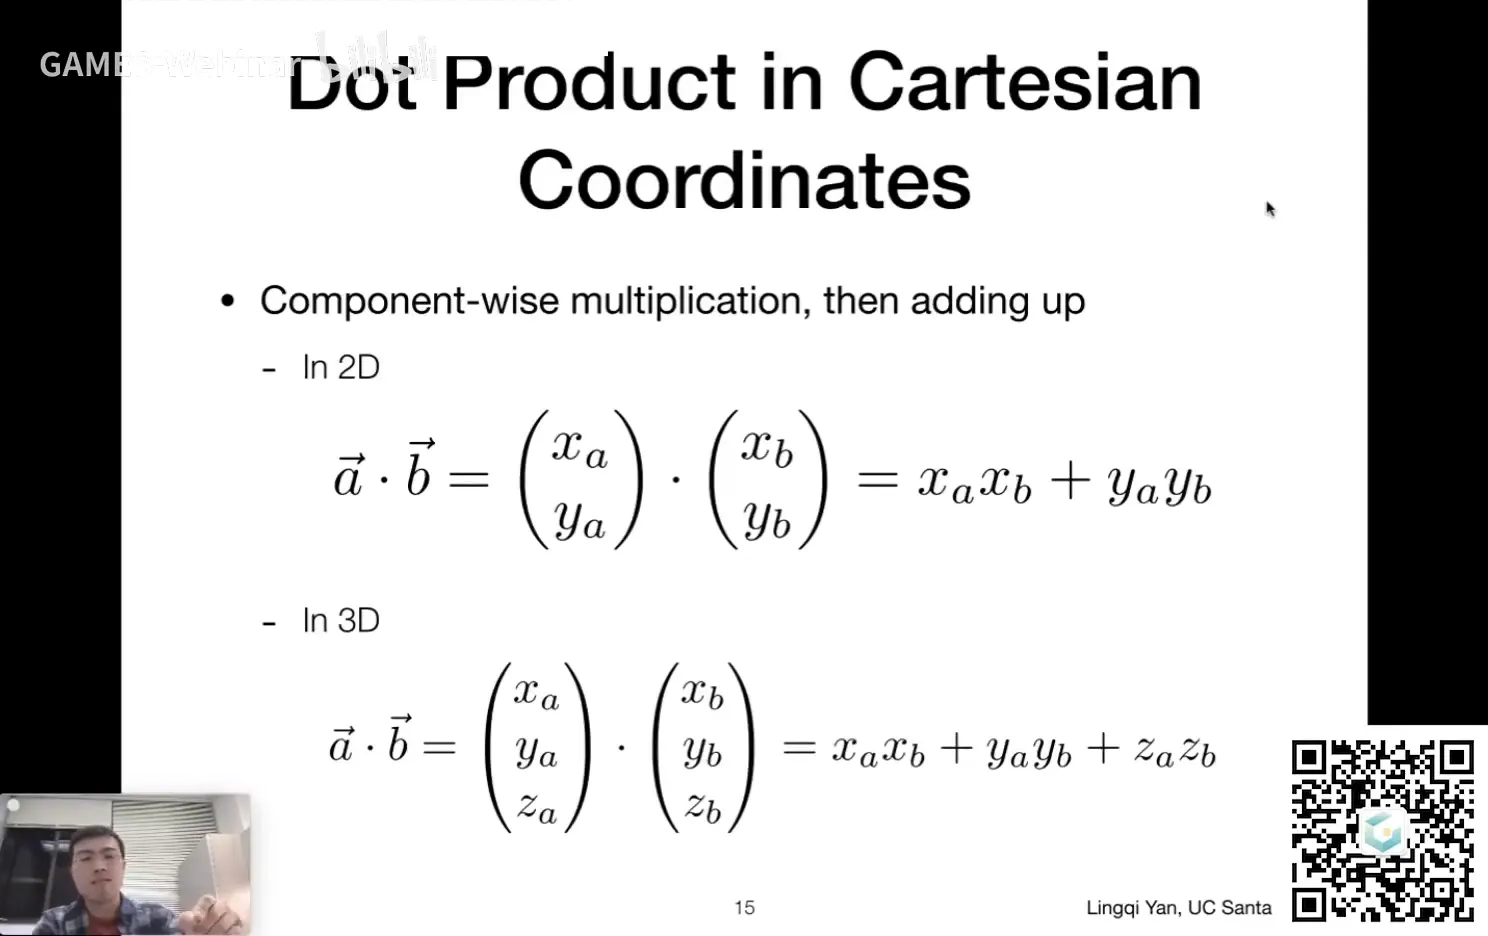 GAMES-Webinar bilibili
Dot Product in Cartesian
Coordinates
• Component-wise multiplication, then adding up
- In 2D
$\vec{a} \cdot \vec{b} = \begin{pmatrix} x_a \\ y_a \end{pmatrix} \cdot \begin{pmatrix} x_b \\ y_b \end{pmatrix} = x_a x_b + y_a y_b$
- In 3D
$\vec{a} \cdot \vec{b} = \begin{pmatrix} x_a \\ y_a \\ z_a \end{pmatrix} \cdot \begin{pmatrix} x_b \\ y_b \\ z_b \end{pmatrix} = x_a x_b + y_a y_b + z_a z_b$
15
Lingqi Yan, UC Santa